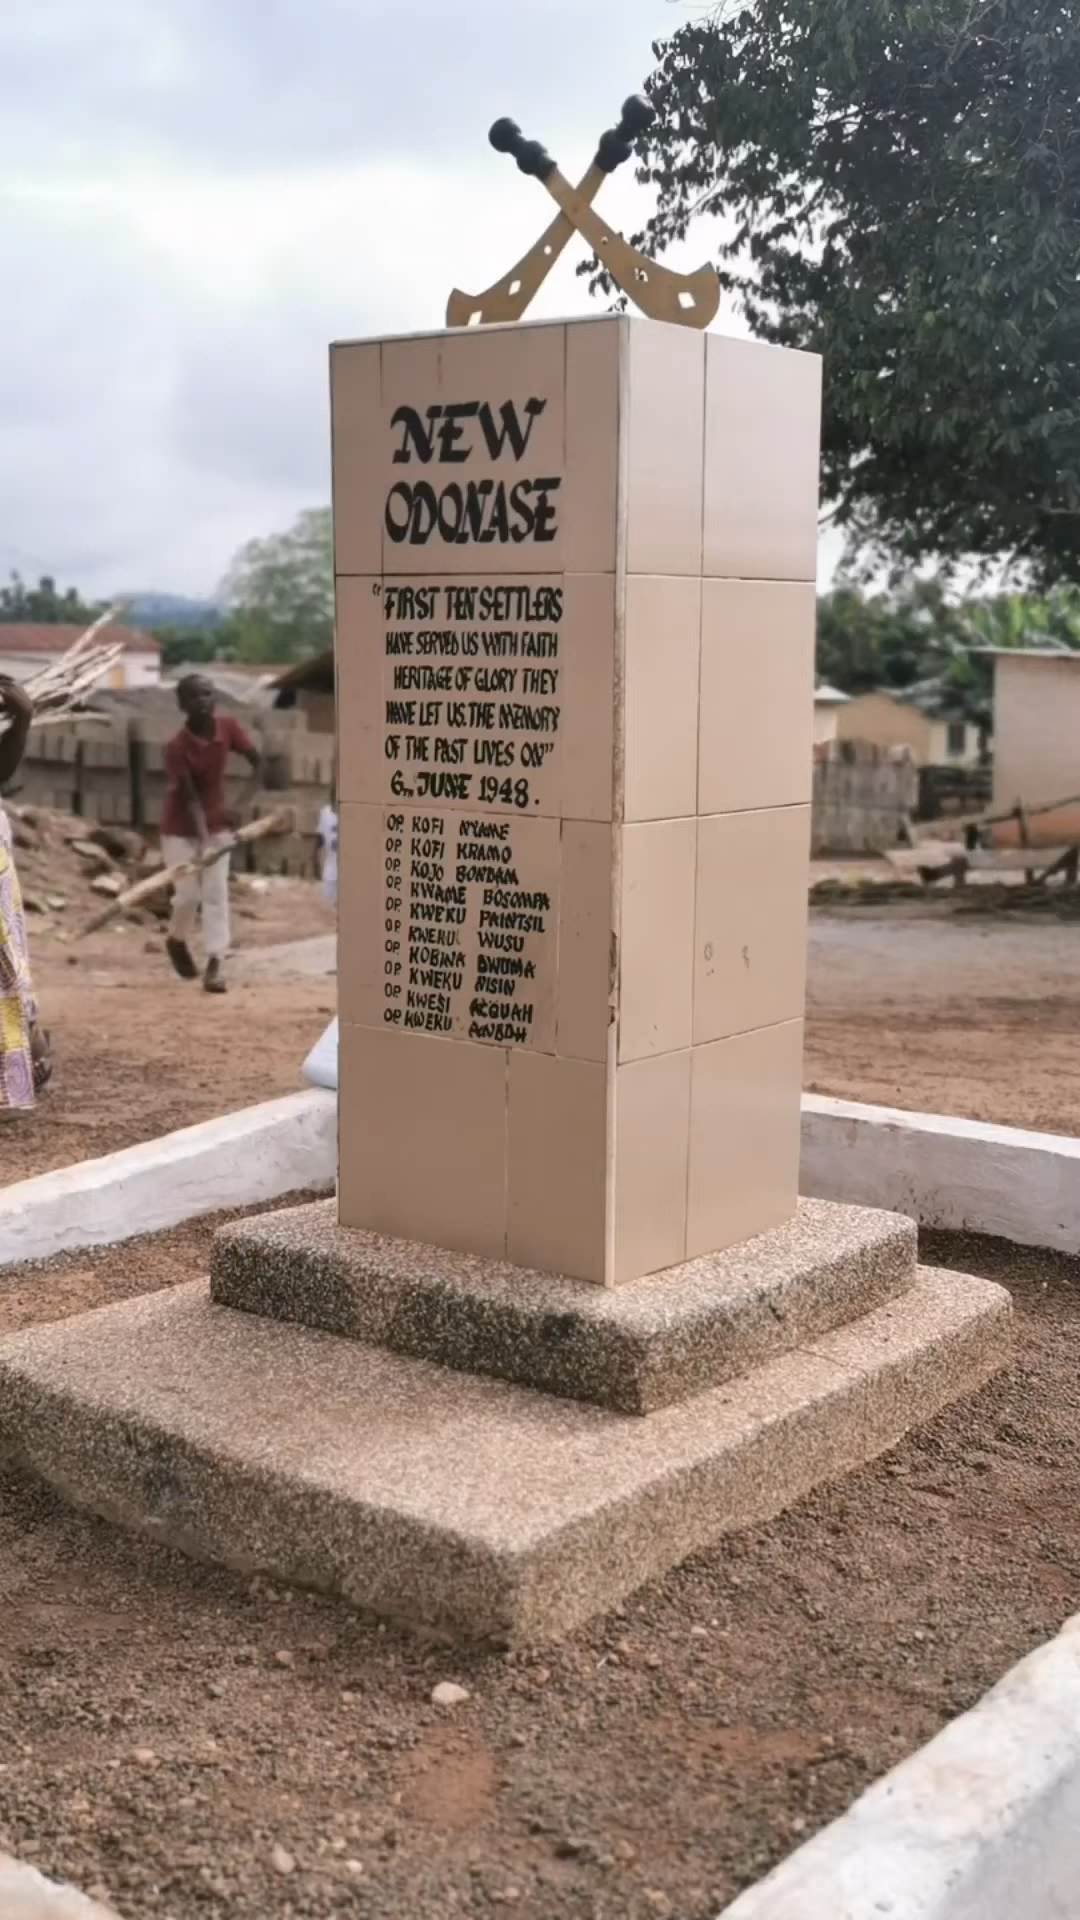 NEW
ODONASE
"FIRST TEN SETTLERS
HAVE SERVED US WITH FAITH
HERITAGE OF GLORY THEY
HAVE LET US. THE MEMORY
OF THE PAST LIVES ON"
6TH JUNE 1948.
OP. KOFI NYAME
OP. KOFI KRAMO
OP. KOJO BONDAM
OP. KWAME BOSOMPA
OP. KWEKU PAINTSIL
OP. KWEKU WUSU
OP. KOBINA
OP. KWEKU NISIN
OP. KWESI ACQUAH
OP KWEKU